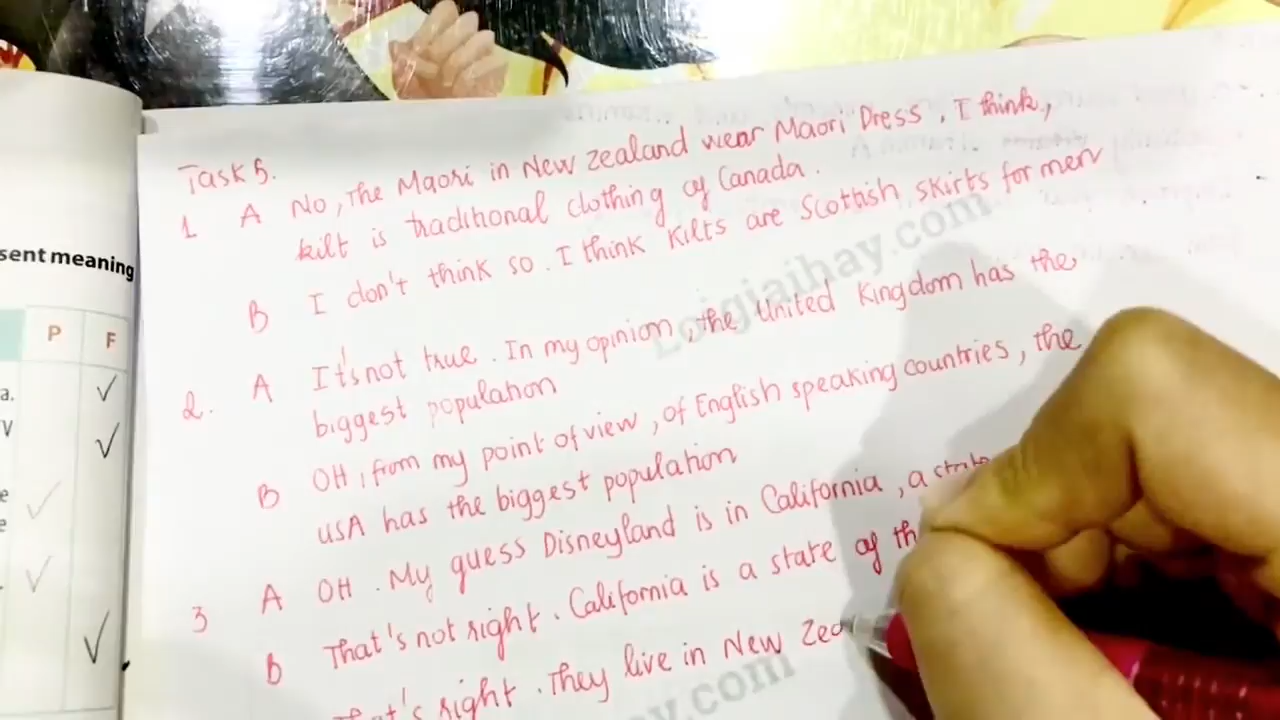 Task 5.
1 A No, The Maori in New Zealand wear Maori Dress. I think,
kilt is traditional clothing of Canada.
B I don't think so. I think Kilts are Scottish skirts for men
2. A It's not true. In my opinion, the United Kingdom has the
biggest population
B OH, from my point of view, of English speaking countries, the
USA has the biggest population
3 A OH. My guess Disneyland is in California, a state
B That's not right. California is a state of
That's right. They live in New Zea
sent meaning
P F
a.
V
e
e
Loigiaihay.com
ay.com